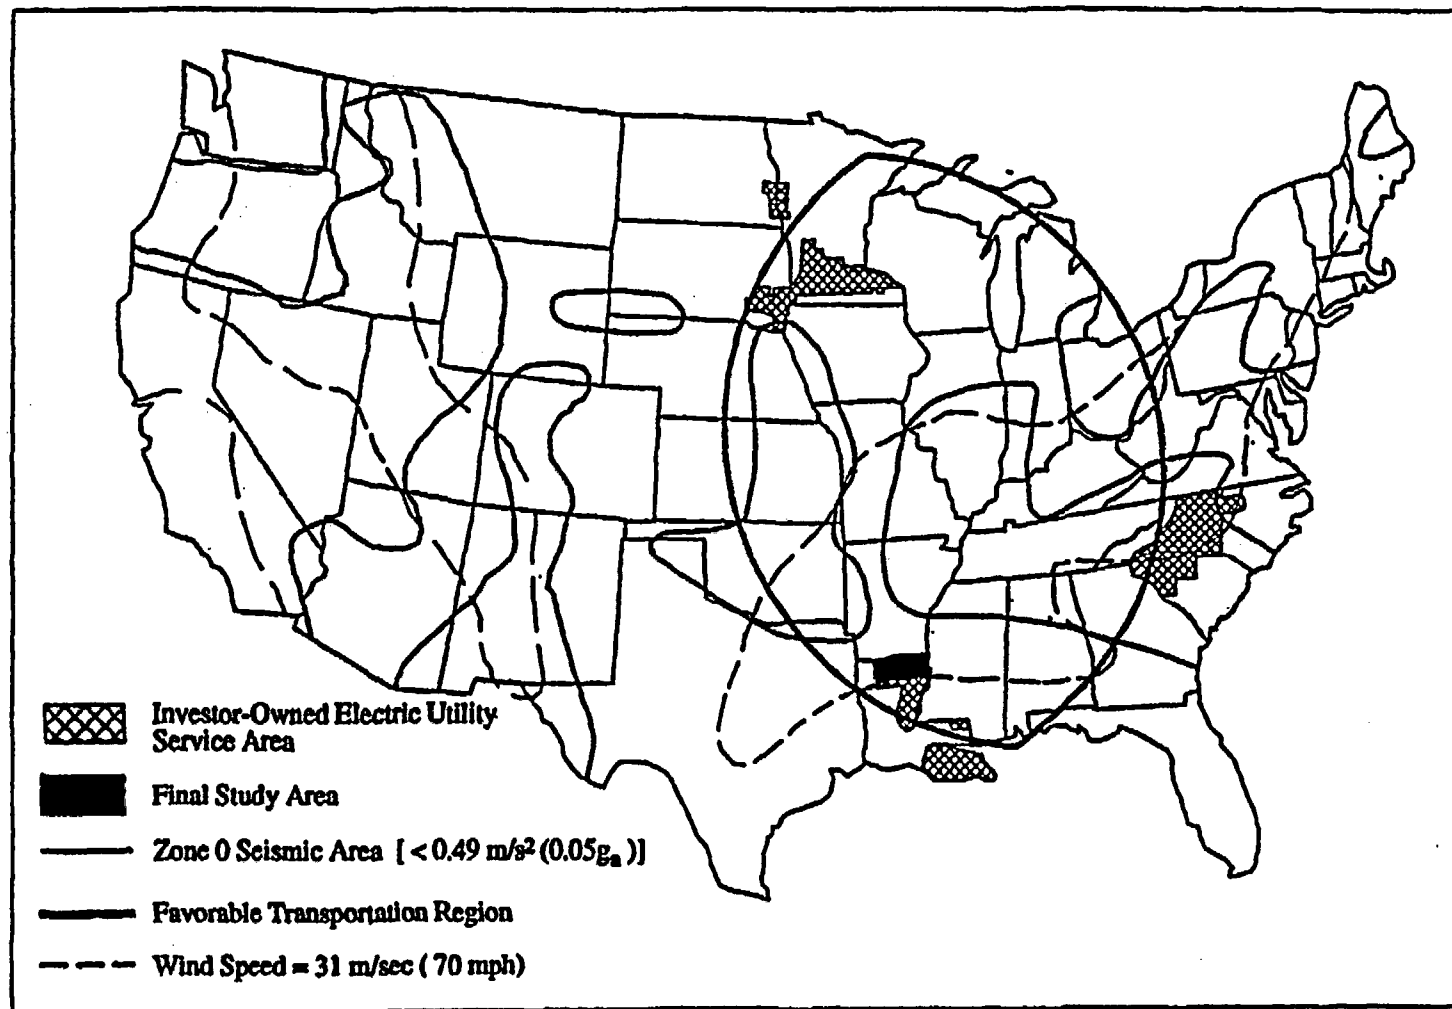 Investor-Owned Electric Utility
Service Area
Final Study Area
Zone 0 Seismic Area [ < 0.49 m/s² (0.05gₐ )]
Favorable Transportation Region
Wind Speed = 31 m/sec ( 70 mph)